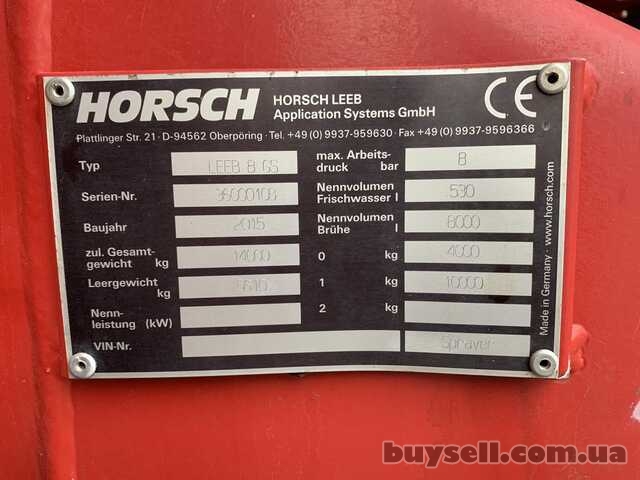 HORSCH
HORSCH LEEB
Application Systems GmbH
CE
Plattlinger Str. 21 · D-94562 Oberpöring · Tel. +49 (0) 9937-959630 · Fax +49 (0) 9937-9596366
Typ LEEB 8 GS max. Arbeits-druck bar 8
Serien-Nr. 36000108 Nennvolumen Frischwasser l 530
Baujahr 2015 Nennvolumen Brühe l 8000
zul. Gesamt-gewicht kg 14000 0 kg 4000
Leergewicht kg 1 kg 10000
Nenn-leistung (kW) 2 kg
VIN-Nr. Sprayer
Made in Germany · www.horsch.com
buysell.com.ua